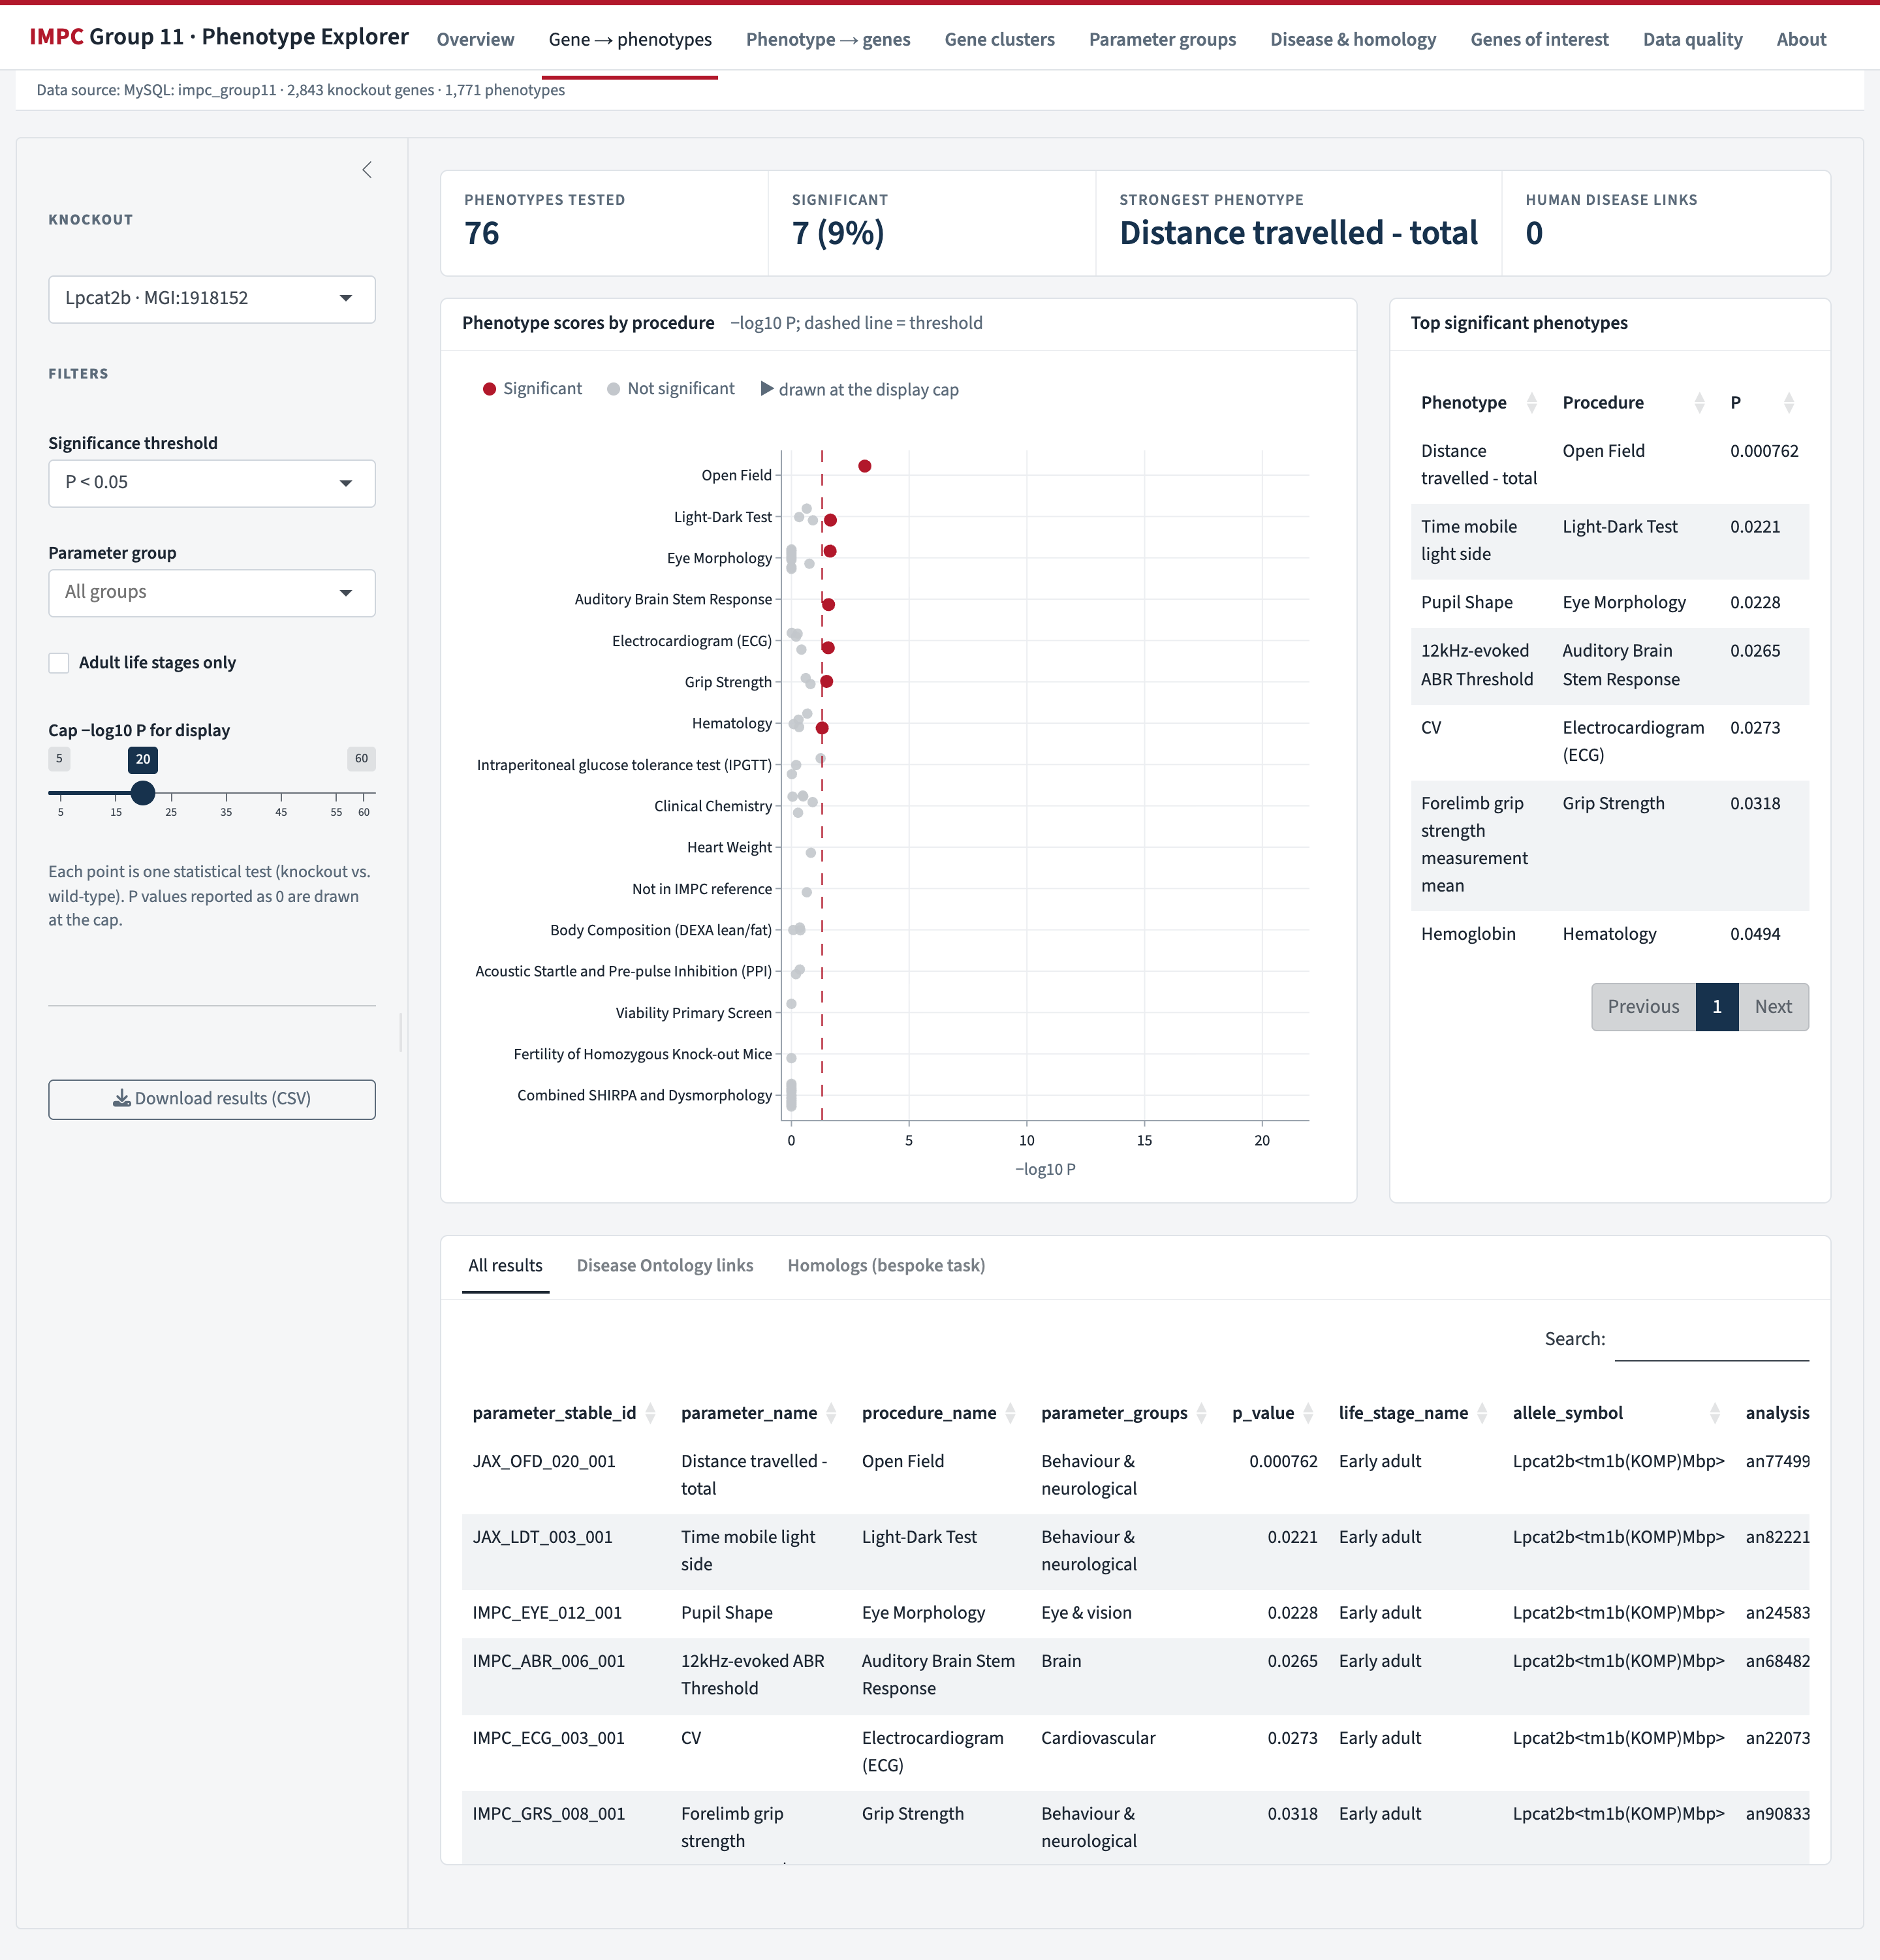 IMPC Group 11 · Phenotype Explorer
Overview
Gene → phenotypes
Phenotype → genes
Gene clusters
Parameter groups
Disease & homology
Genes of interest
Data quality
About
Data source: MySQL: impc_group11 · 2,843 knockout genes · 1,771 phenotypes
KNOCKOUT
Lpcat2b · MGI:1918152
FILTERS
Significance threshold
P < 0.05
Parameter group
All groups
Adult life stages only
Cap −log10 P for display
5
20
60
5 15 25 35 45 55 60
Each point is one statistical test (knockout vs.
wild-type). P values reported as 0 are drawn
at the cap.
Download results (CSV)
PHENOTYPES TESTED
76
SIGNIFICANT
7 (9%)
STRONGEST PHENOTYPE
Distance travelled - total
HUMAN DISEASE LINKS
0
Phenotype scores by procedure −log10 P; dashed line = threshold
Significant
Not significant
drawn at the display cap
Open Field
Light-Dark Test
Eye Morphology
Auditory Brain Stem Response
Electrocardiogram (ECG)
Grip Strength
Hematology
Intraperitoneal glucose tolerance test (IPGTT)
Clinical Chemistry
Heart Weight
Not in IMPC reference
Body Composition (DEXA lean/fat)
Acoustic Startle and Pre-pulse Inhibition (PPI)
Viability Primary Screen
Fertility of Homozygous Knock-out Mice
Combined SHIRPA and Dysmorphology
0 5 10 15 20
−log10 P
Top significant phenotypes
Phenotype Procedure P
Distance Open Field 0.000762
travelled - total
Time mobile Light-Dark Test 0.0221
light side
Pupil Shape Eye Morphology 0.0228
12kHz-evoked Auditory Brain 0.0265
ABR Threshold Stem Response
CV Electrocardiogram 0.0273
(ECG)
Forelimb grip Grip Strength 0.0318
strength
measurement
mean
Hemoglobin Hematology 0.0494
Previous 1 Next
All results
Disease Ontology links
Homologs (bespoke task)
Search:
parameter_stable_id parameter_name procedure_name parameter_groups p_value life_stage_name allele_symbol analysis
JAX_OFD_020_001 Distance travelled - Open Field Behaviour & 0.000762 Early adult Lpcat2b<tm1b(KOMP)Mbp> an77499
total neurological
JAX_LDT_003_001 Time mobile light Light-Dark Test Behaviour & 0.0221 Early adult Lpcat2b<tm1b(KOMP)Mbp> an82221
side neurological
IMPC_EYE_012_001 Pupil Shape Eye Morphology Eye & vision 0.0228 Early adult Lpcat2b<tm1b(KOMP)Mbp> an24583
IMPC_ABR_006_001 12kHz-evoked ABR Auditory Brain Stem Brain 0.0265 Early adult Lpcat2b<tm1b(KOMP)Mbp> an68482
Threshold Response
IMPC_ECG_003_001 CV Electrocardiogram Cardiovascular 0.0273 Early adult Lpcat2b<tm1b(KOMP)Mbp> an22073
(ECG)
IMPC_GRS_008_001 Forelimb grip Grip Strength Behaviour & 0.0318 Early adult Lpcat2b<tm1b(KOMP)Mbp> an90833
strength neurological